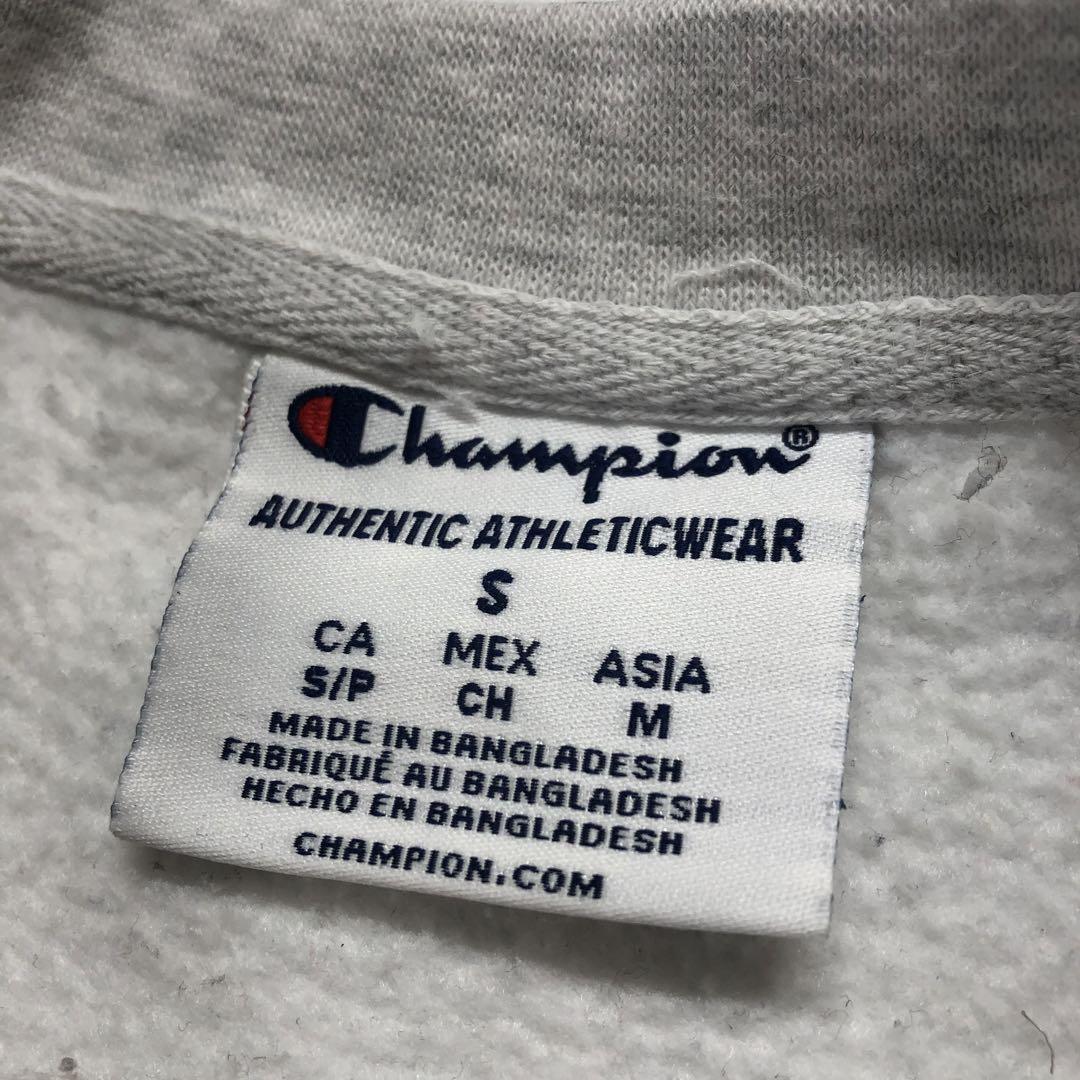 Champion®
AUTHENTIC ATHLETICWEAR
S
CA MEX ASIA
S/P CH M
MADE IN BANGLADESH
FABRIQUÉ AU BANGLADESH
HECHO EN BANGLADESH
CHAMPION.COM